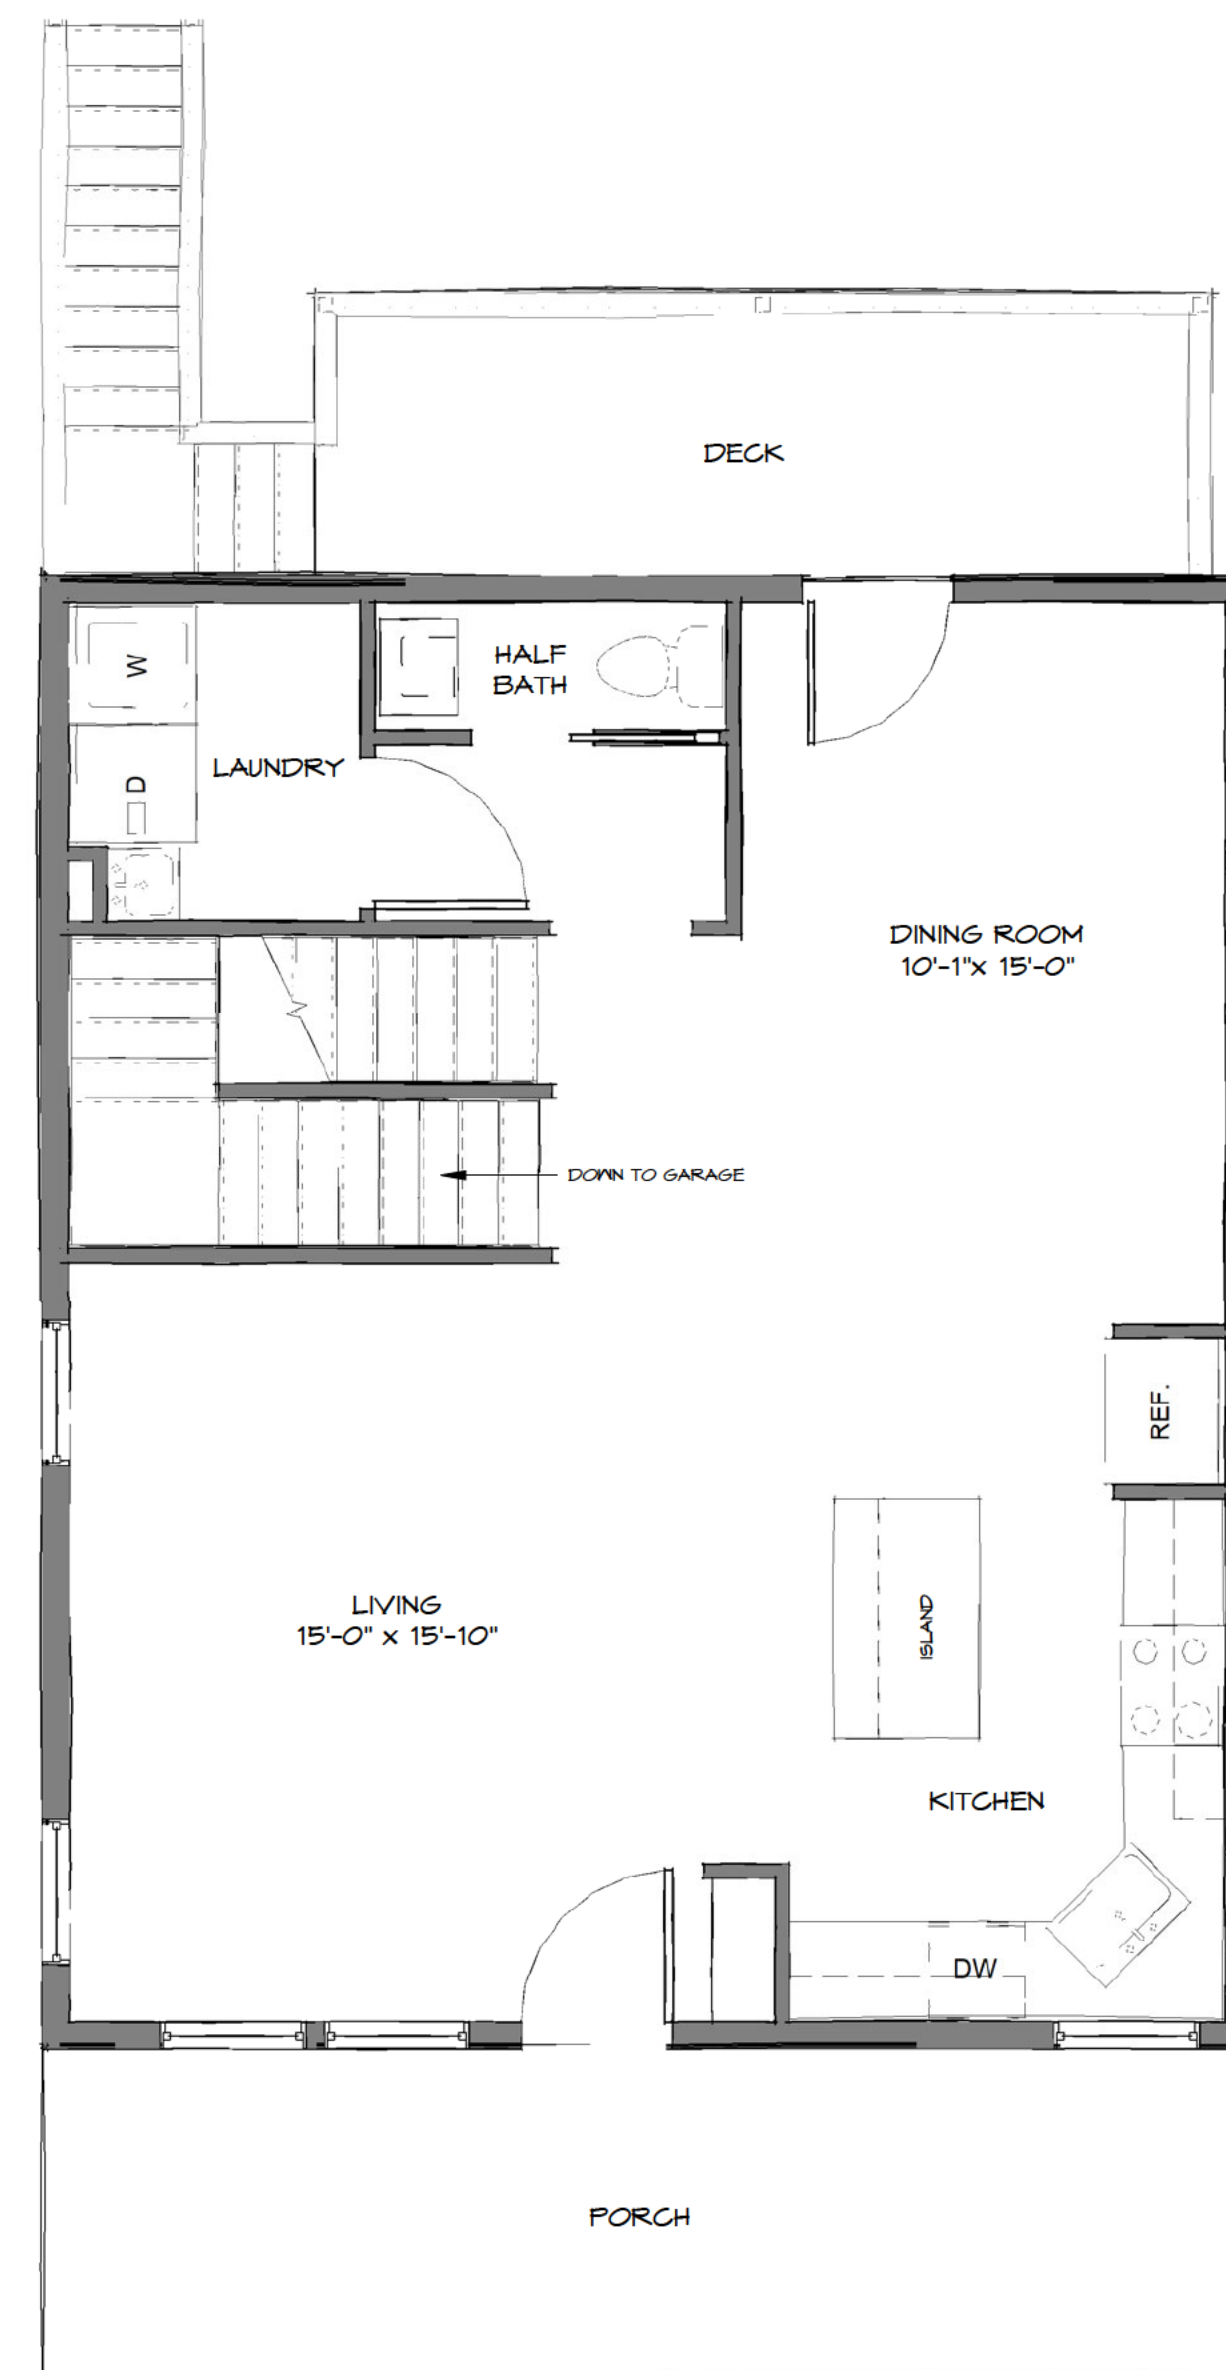 DECK
W
HALF
BATH
D
LAUNDRY
DINING ROOM
10'-1"x 15'-0"
DOWN TO GARAGE
REF.
LIVING
15'-0" x 15'-10"
ISLAND
KITCHEN
DW
PORCH